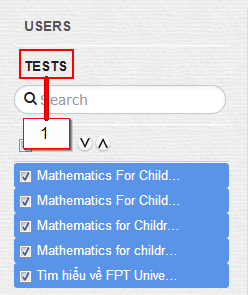 USERS
TESTS
Search
1
Mathematics For Child...
Mathematics For Child...
Mathematics for Childr...
Mathematics for childr...
Tìm hiểu về FPT Unive...